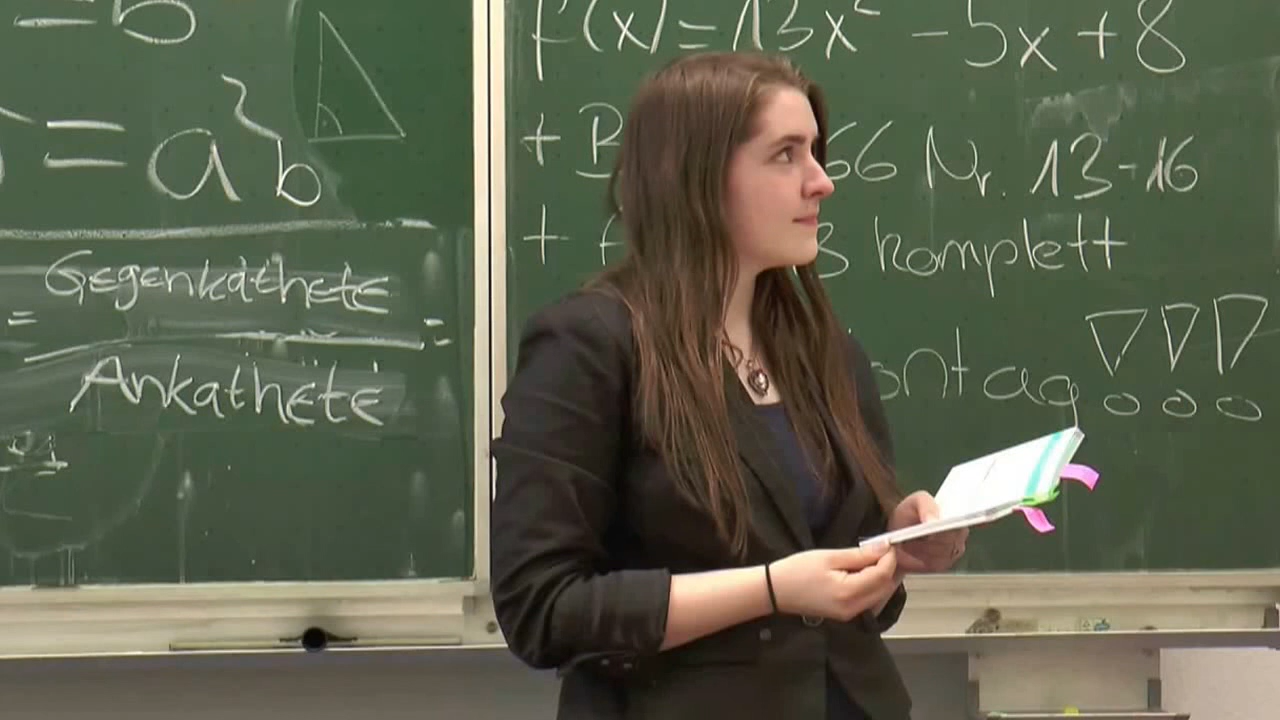 = b
= a b
Gegenkathete
=
=
Ankathete
f'(x) = 13x² - 5x + 8
+ B 66 Nr. 13-16
+ 3 komplett
ontag !!!